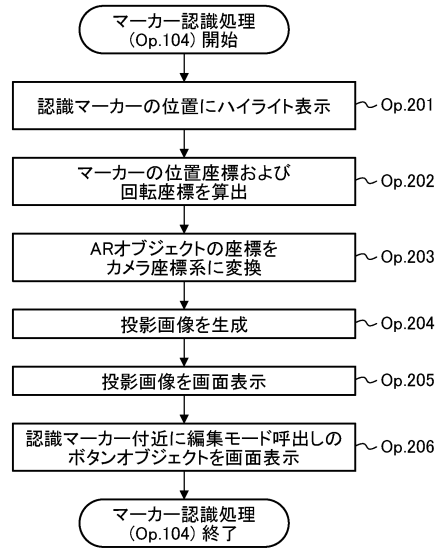 マーカー認識処理
(Op.104) 開始
認識マーカーの位置にハイライト表示
Op.201
マーカーの位置座標および
回転座標を算出
Op.202
ARオブジェクトの座標を
カメラ座標系に変換
Op.203
投影画像を生成
Op.204
投影画像を画面表示
Op.205
認識マーカー付近に編集モード呼出しの
ボタンオブジェクトを画面表示
Op.206
マーカー認識処理
(Op.104) 終了